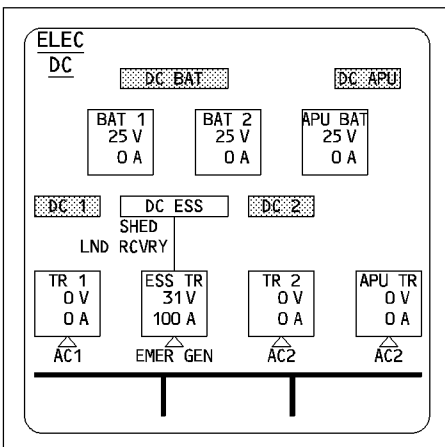 ELEC
DC
DC BAT DC APU
BAT 1 BAT 2 APU BAT
25 V 25 V 25 V
0 A 0 A 0 A
DC 1 DC ESS DC 2
SHED
LND RCVRY
TR 1 ESS TR TR 2 APU TR
0 V 31 V 0 V 0 V
0 A 100 A 0 A 0 A
AC1 EMER GEN AC2 AC2